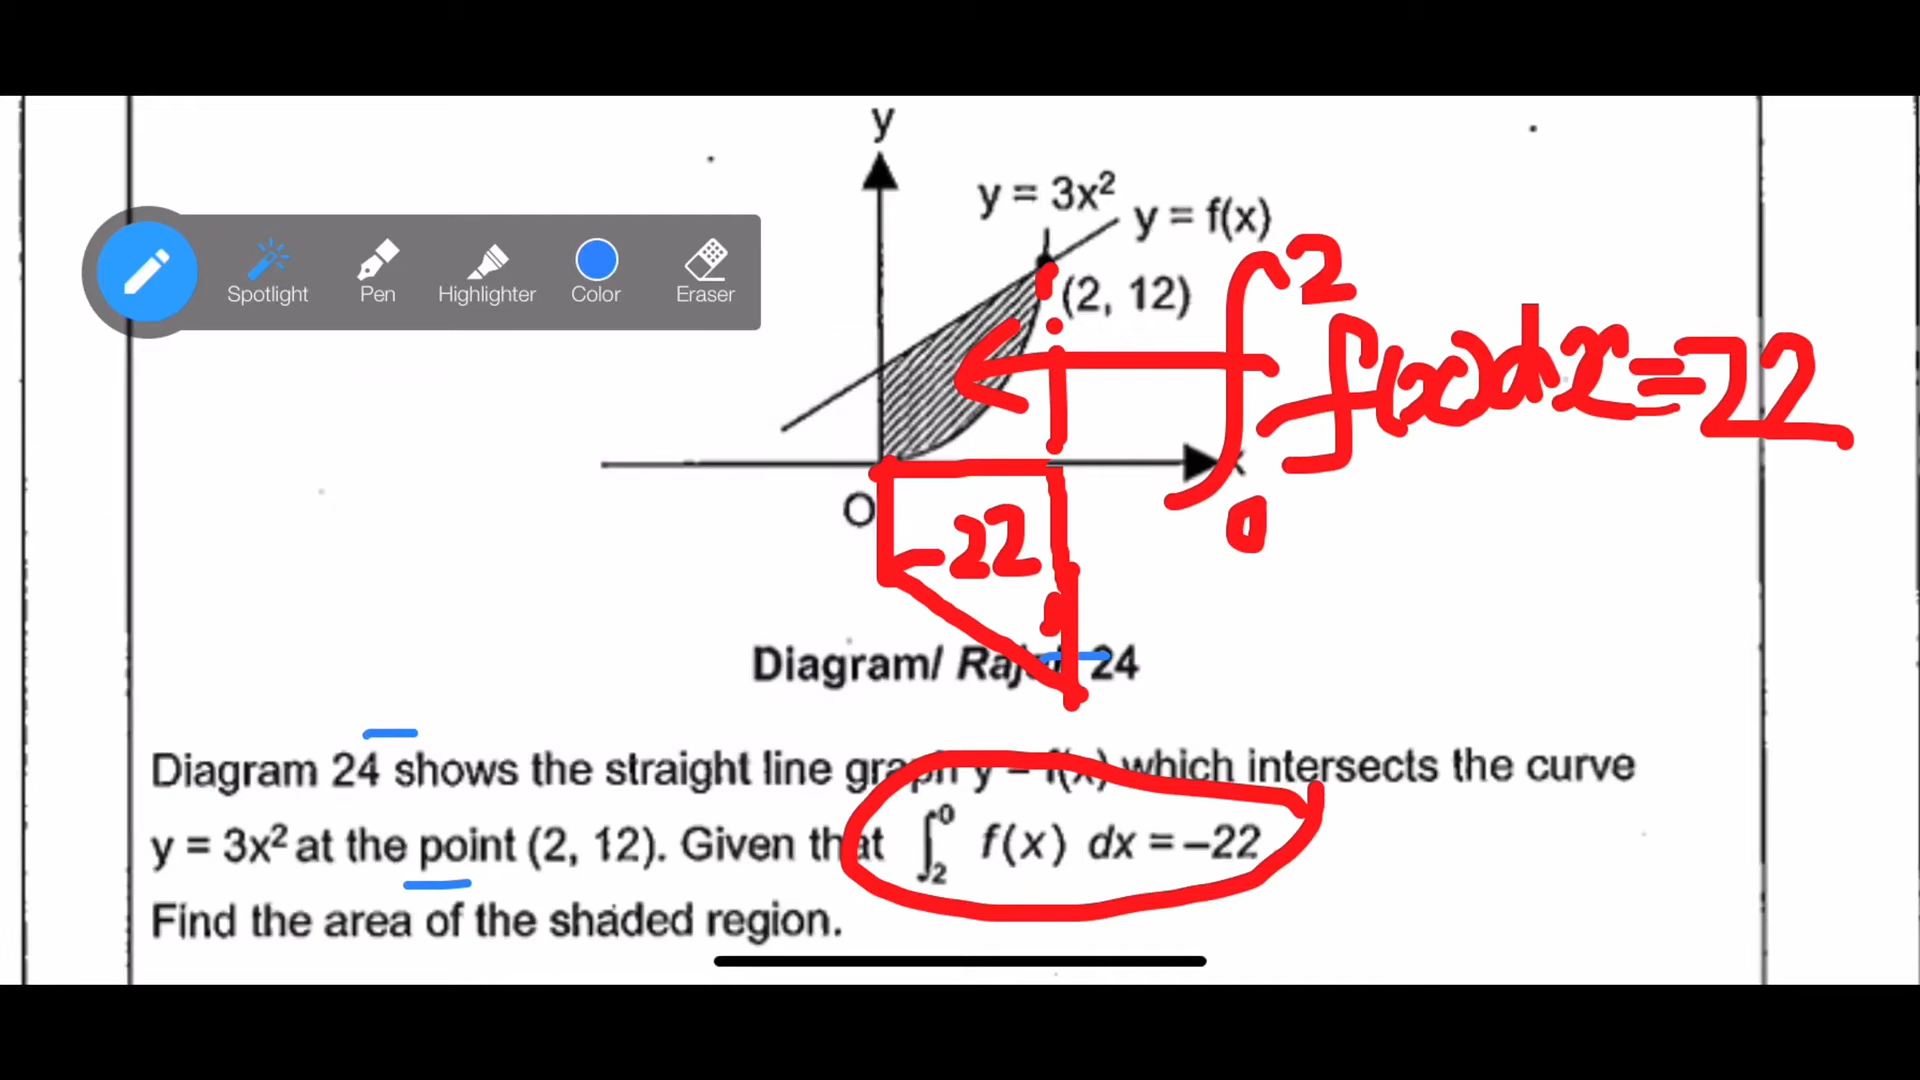 y
y = 3x²
y = f(x)
Spotlight Pen Highlighter Color Eraser
(2, 12)
∫₀² f(x)dx = 22
x
O
-22
Diagram/ Rajah 24
Diagram 24 shows the straight line graph y = f(x) which intersects the curve
y = 3x² at the point (2, 12). Given that ∫₂⁰ f(x) dx = –22
Find the area of the shaded region.